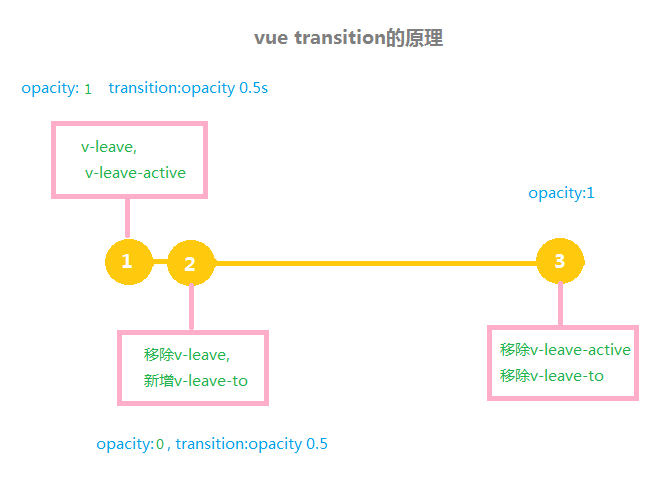 vue transition的原理
opacity: 1 transition:opacity 0.5s
v-leave,
v-leave-active
opacity:1
1
2
3
移除v-leave,
新增v-leave-to
移除v-leave-active
移除v-leave-to
opacity:0 , transition:opacity 0.5